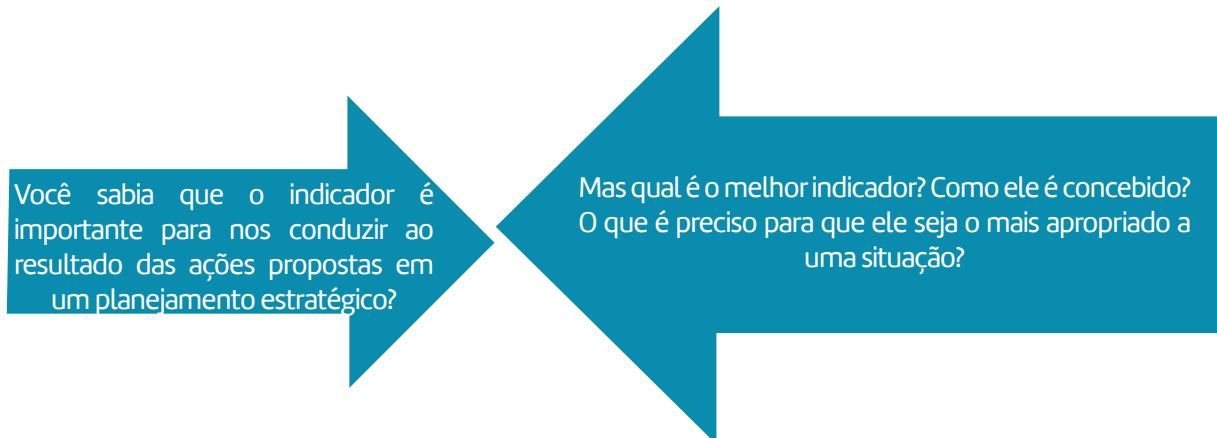 Você sabia que o indicador é
importante para nos conduzir ao
resultado das ações propostas em
um planejamento estratégico?
Mas qual é o melhor indicador? Como ele é concebido?
O que é preciso para que ele seja o mais apropriado a
uma situação?